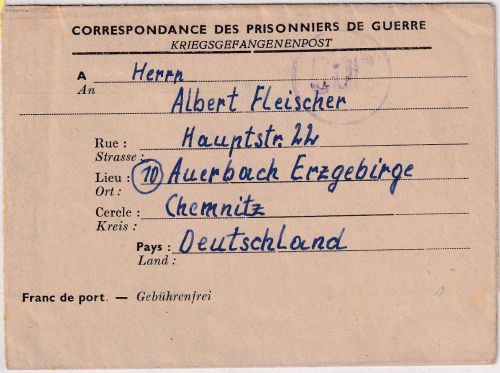 CORRESPONDANCE DES PRISONNIERS DE GUERRE
KRIEGSGEFANGENENPOST
A Herrn
An
Albert Fleischer
Rue : Hauptstr. 22
Strasse :
Lieu : (10) Auerbach Erzgebirge
Ort :
Cercle : Chemnitz
Kreis :
Pays : Deutschland
Land :
Franc de port. — Gebührenfrei